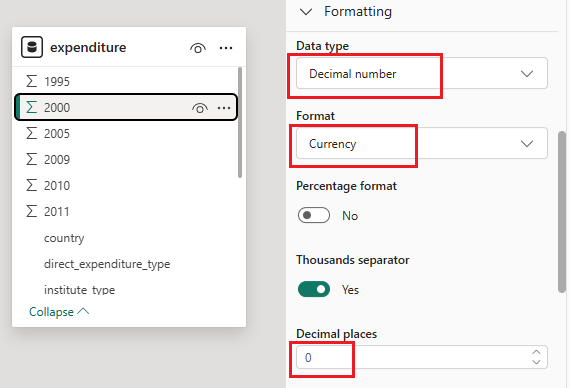 expenditure
1995
2000
2005
2009
2010
2011
country
direct_expenditure_type
institute_type
Collapse
Formatting
Data type
Decimal number
Format
Currency
Percentage format
No
Thousands separator
Yes
Decimal places
0